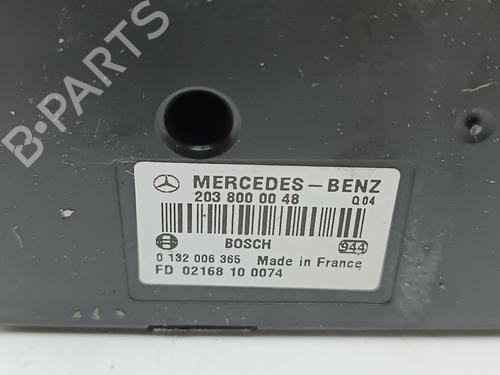 B-PARTS
MERCEDES-BENZ
203 800 00 48 Q04
BOSCH
944
0 132 006 365 Made in France
FD 02168 10 0074